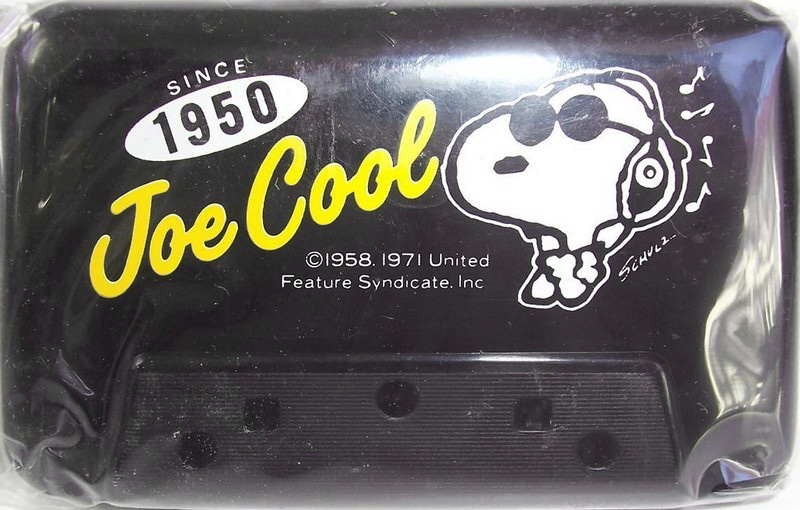 SINCE
1950
Joe Cool
©1958. 1971 United
Feature Syndicate. Inc
SCHULZ